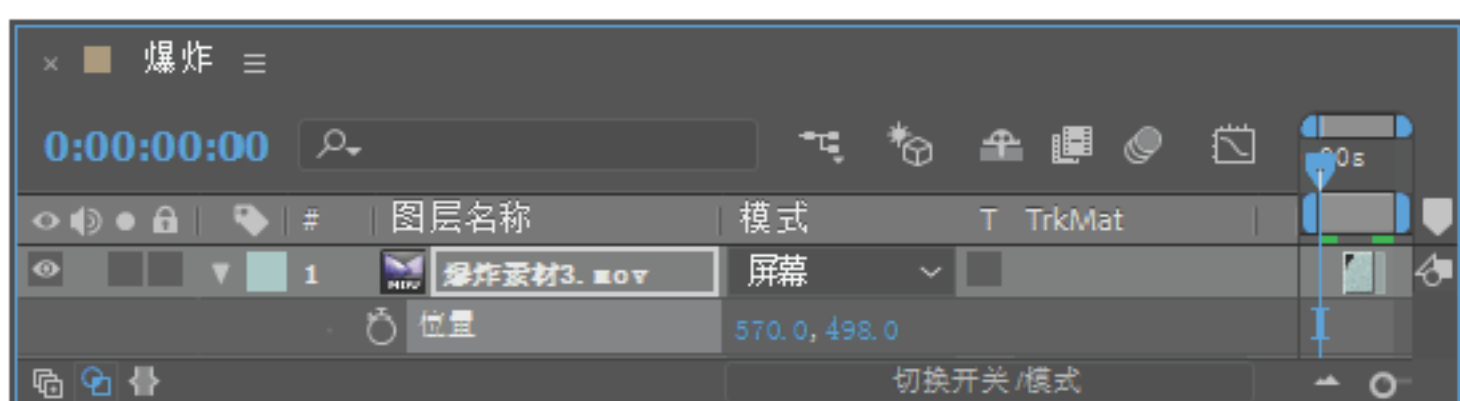 爆炸
0:00:00:00
00s
# 图层名称 模式 T TrkMat
1 爆炸素材3.mov 屏幕
位置 570.0, 498.0
切换开关/模式